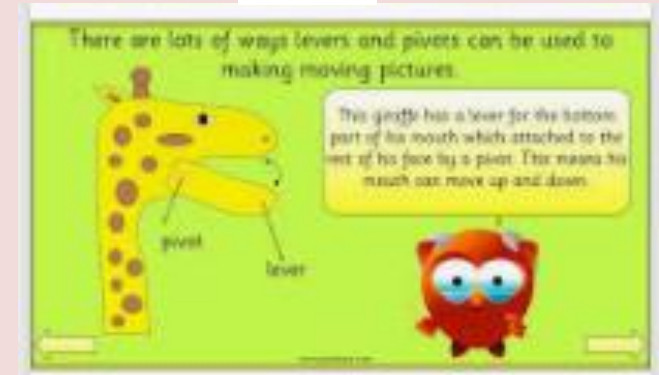 There are lots of ways levers and pivots can be used to
making moving pictures.
This giraffe has a lever for the bottom
part of his mouth which attached to the
rest of his face by a pivot. This means his
mouth can move up and down.
pivot
lever